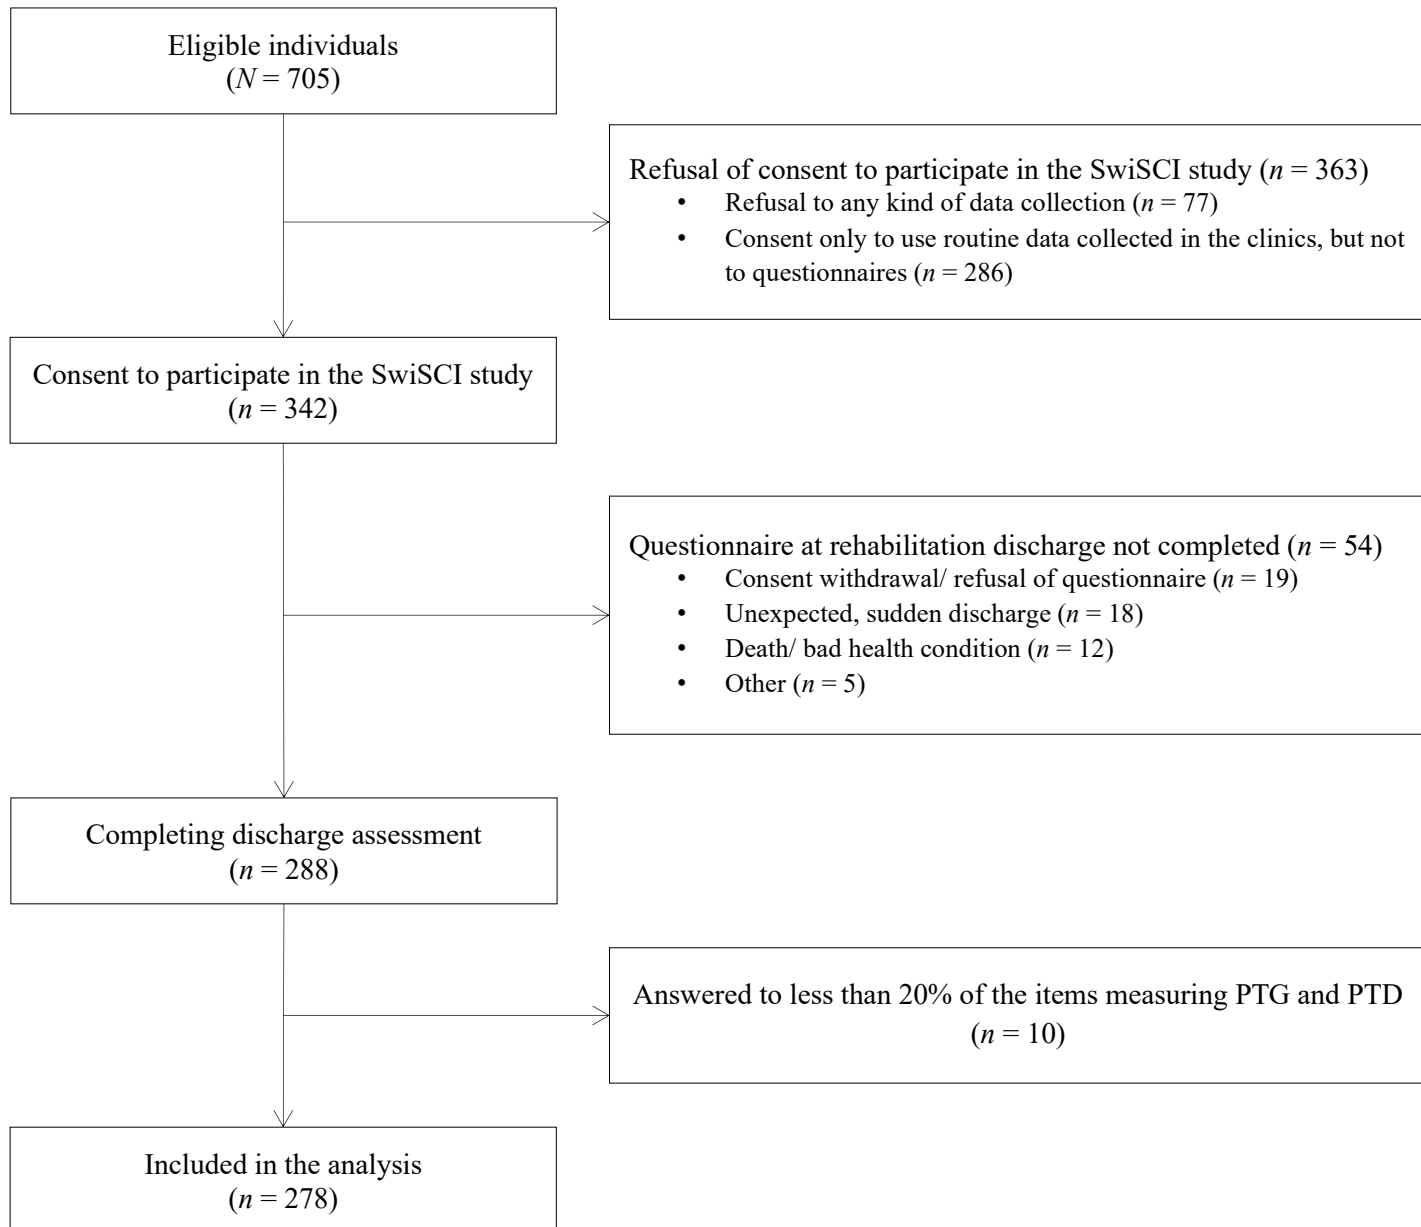 Eligible individuals
(N = 705)
Refusal of consent to participate in the SwiSCI study (n = 363)
• Refusal to any kind of data collection (n = 77)
• Consent only to use routine data collected in the clinics, but not
to questionnaires (n = 286)
Consent to participate in the SwiSCI study
(n = 342)
Questionnaire at rehabilitation discharge not completed (n = 54)
• Consent withdrawal/ refusal of questionnaire (n = 19)
• Unexpected, sudden discharge (n = 18)
• Death/ bad health condition (n = 12)
• Other (n = 5)
Completing discharge assessment
(n = 288)
Answered to less than 20% of the items measuring PTG and PTD
(n = 10)
Included in the analysis
(n = 278)